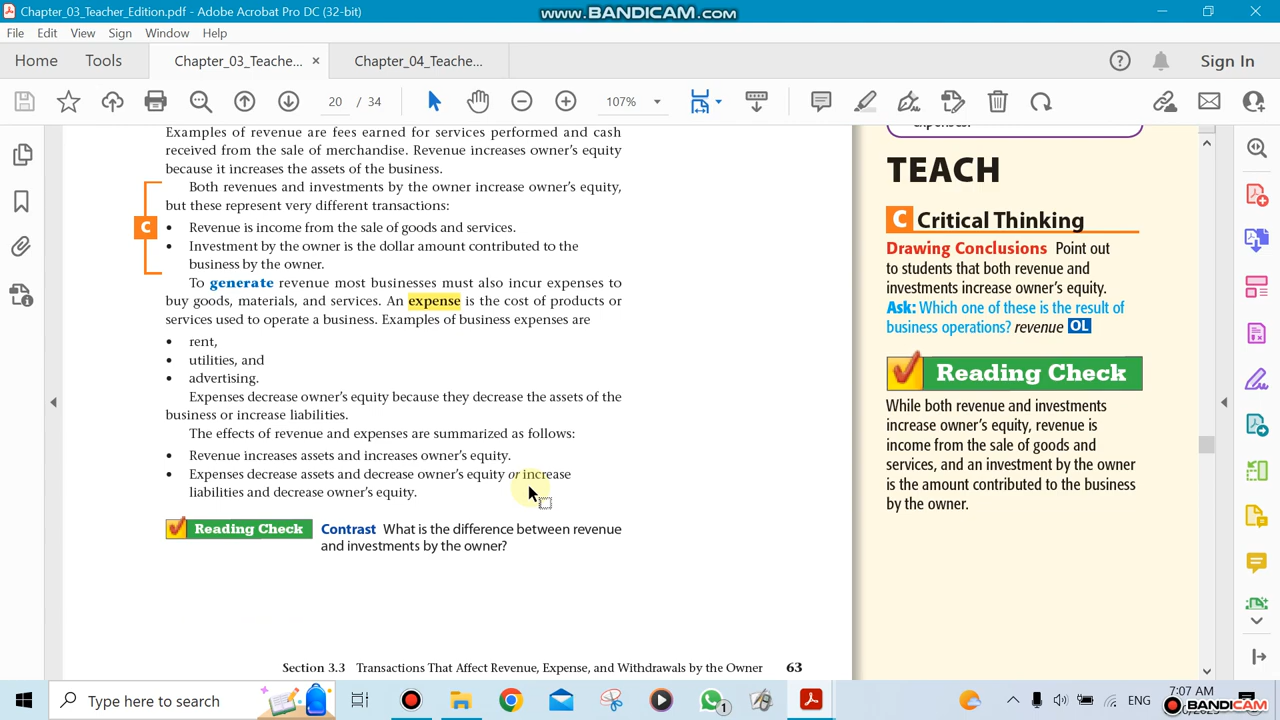 Chapter_03_Teacher_Edition.pdf - Adobe Acrobat Pro DC (32-bit)
www.BANDICAM.com
File Edit View Sign Window Help
Home Tools Chapter_03_Teache... × Chapter_04_Teache... Sign In
20 / 34 107%
Examples of revenue are fees earned for services performed and cash
received from the sale of merchandise. Revenue increases owner's equity
because it increases the assets of the business.
Both revenues and investments by the owner increase owner's equity,
but these represent very different transactions:
C
• Revenue is income from the sale of goods and services.
• Investment by the owner is the dollar amount contributed to the
business by the owner.
To generate revenue most businesses must also incur expenses to
buy goods, materials, and services. An expense is the cost of products or
services used to operate a business. Examples of business expenses are
• rent,
• utilities, and
• advertising.
Expenses decrease owner's equity because they decrease the assets of the
business or increase liabilities.
The effects of revenue and expenses are summarized as follows:
• Revenue increases assets and increases owner's equity.
• Expenses decrease assets and decrease owner's equity or increase
liabilities and decrease owner's equity.
Reading Check Contrast What is the difference between revenue
and investments by the owner?
Section 3.3 Transactions That Affect Revenue, Expense, and Withdrawals by the Owner 63
expenses.
TEACH
C Critical Thinking
Drawing Conclusions Point out
to students that both revenue and
investments increase owner's equity.
Ask: Which one of these is the result of
business operations? revenue OL
Reading Check
While both revenue and investments
increase owner's equity, revenue is
income from the sale of goods and
services, and an investment by the owner
is the amount contributed to the business
by the owner.
Type here to search
1
ENG
7:07 AM
BANDICAM